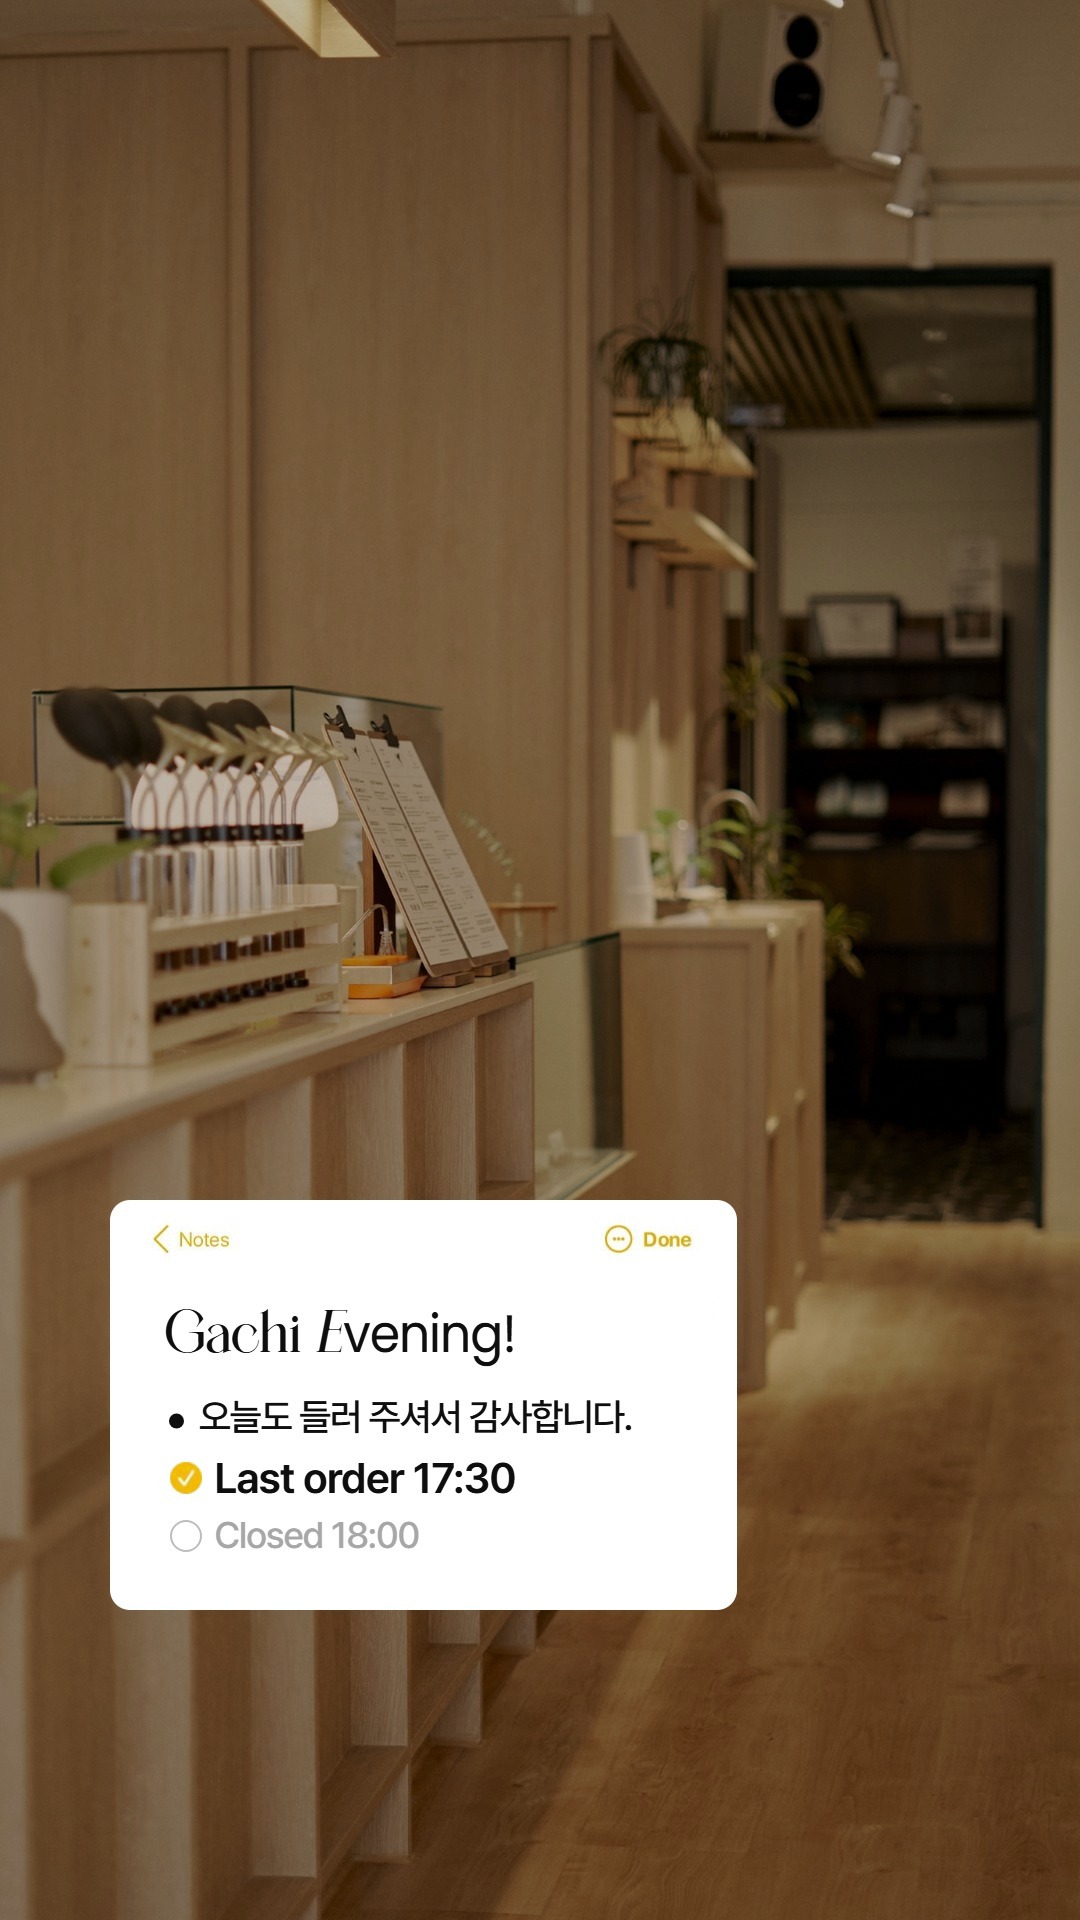 Notes
Done
Gachi Evening!
• 오늘도 들러 주셔서 감사합니다.
Last order 17:30
Closed 18:00